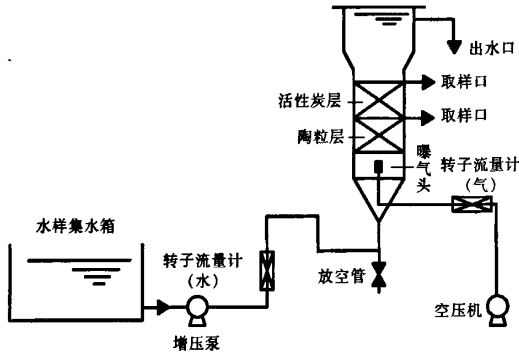 出水口
取样口
活性炭层
取样口
陶粒层
曝气头
转子流量计
(气)
水样集水箱
转子流量计
(水)
放空管
空压机
增压泵